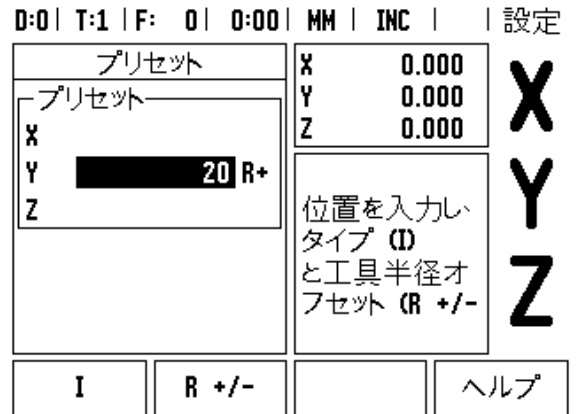 D:0 | T:1 | F: 0 | 0:00 | MM | INC | | 設定
プリセット
プリセット
X
Y 20 R+
Z
X 0.000
Y 0.000
Z 0.000
位置を入力し、
タイプ (I)
と工具半径オ
フセット (R +/-
X
Y
Z
I
R +/-
ヘルプ